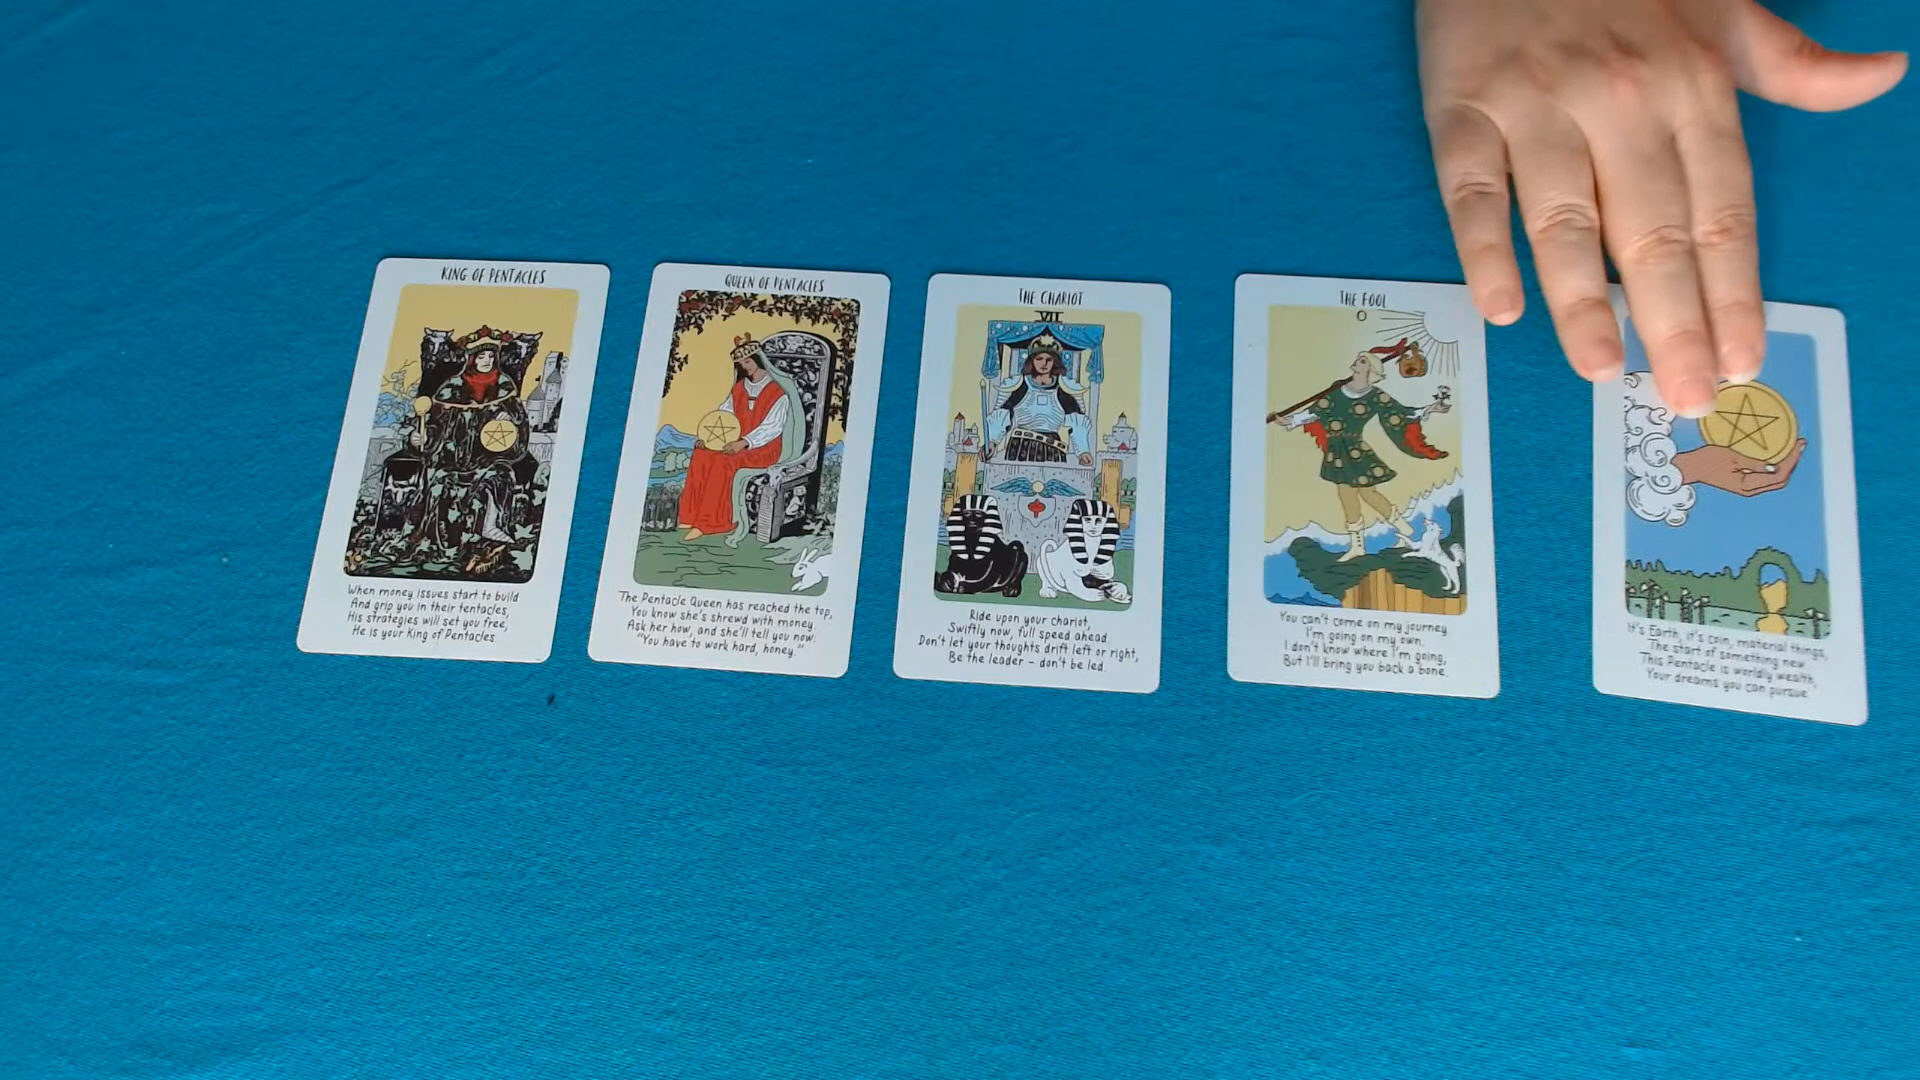 KING OF PENTACLES
When money issues start to build
And grip you in their tentacles,
His strategies will set you free,
He is your King of Pentacles
QUEEN OF PENTACLES
The Pentacle Queen has reached the top,
You know she's shrewd with money
Ask her how, and she'll tell you now:
"You have to work hard, honey."
THE CHARIOT
VII
Ride upon your chariot,
Swiftly now, full speed ahead.
Don't let your thoughts drift left or right,
Be the leader – don't be led.
THE FOOL
0
You can't come on my journey.
I'm going on my own.
I don't know where I'm going,
But I'll bring you back a bone.
It's Earth, it's coin, material things,
The start of something new
This Pentacle is worldly wealth,
Your dreams you can pursue